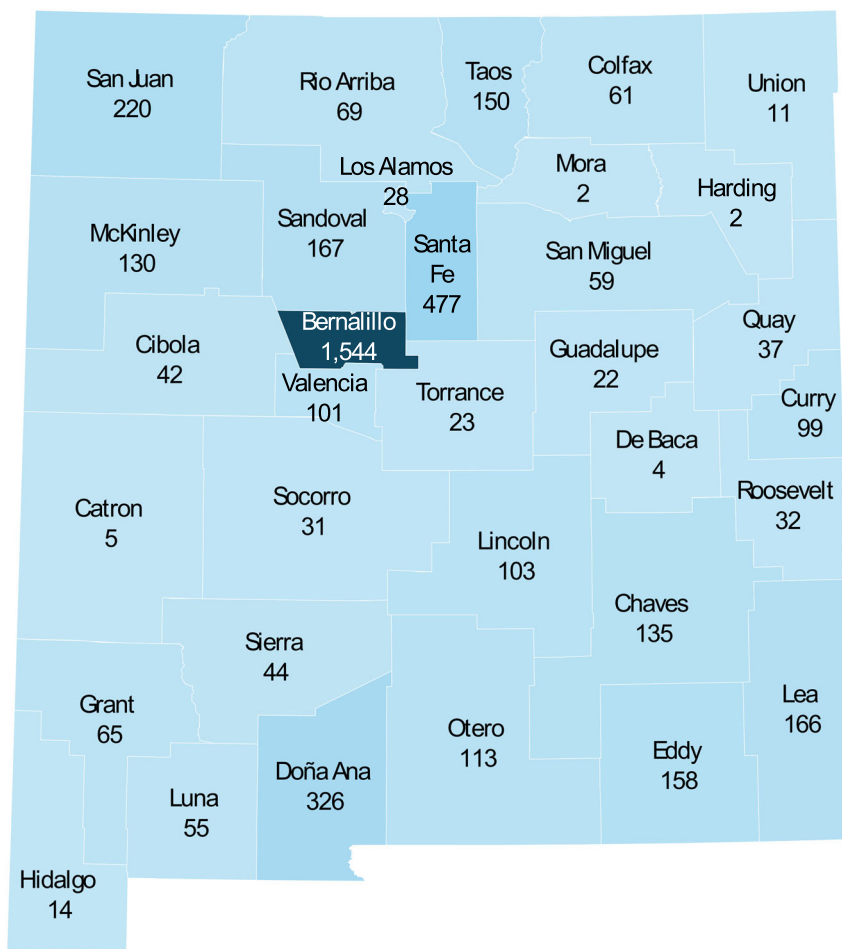 San Juan
220
Rio Arriba
69
Taos
150
Colfax
61
Union
11
Los Alamos
28
Mora
2
Harding
2
McKinley
130
Sandoval
167
Santa
Fe
477
San Miguel
59
Bernalillo
1,544
Cibola
42
Valencia
101
Torrance
23
Guadalupe
22
Quay
37
Curry
99
De Baca
4
Roosevelt
32
Catron
5
Socorro
31
Lincoln
103
Chaves
135
Sierra
44
Grant
65
Doña Ana
326
Otero
113
Eddy
158
Lea
166
Luna
55
Hidalgo
14